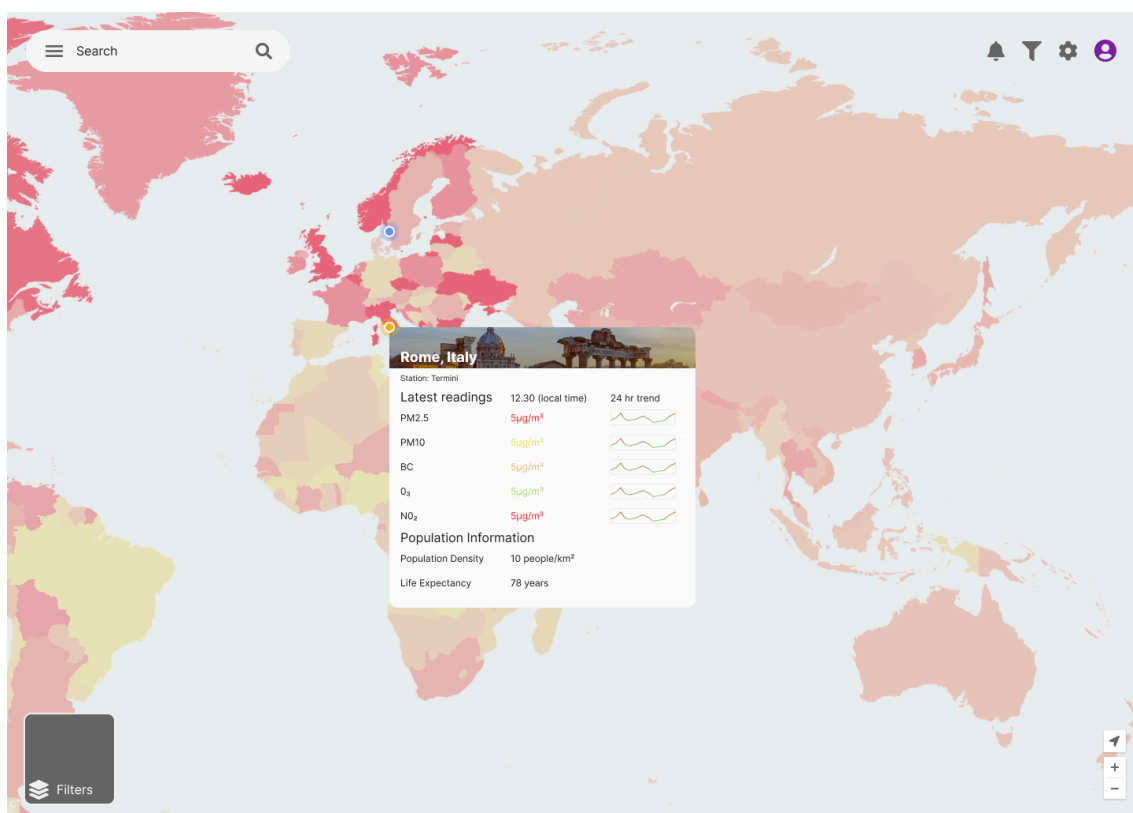 Search
Rome, Italy
Station: Termini
Latest readings 12.30 (local time) 24 hr trend
PM2.5 5µg/m³
PM10 5µg/m³
BC 5µg/m³
0₃ 5µg/m³
N0₂ 5µg/m³
Population Information
Population Density 10 people/km²
Life Expectancy 78 years
Filters
+
−